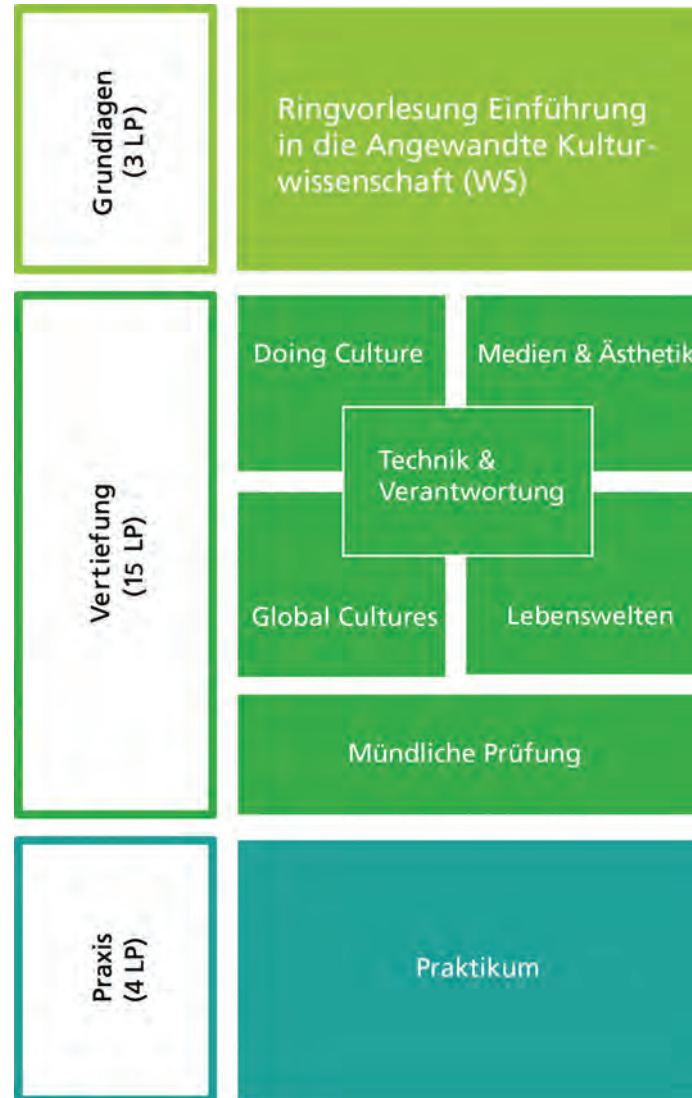 Grundlagen
(3 LP)
Ringvorlesung Einführung
in die Angewandte Kultur-
wissenschaft (WS)
Vertiefung
(15 LP)
Doing Culture
Medien & Ästhetik
Technik &
Verantwortung
Global Cultures
Lebenswelten
Mündliche Prüfung
Praxis
(4 LP)
Praktikum